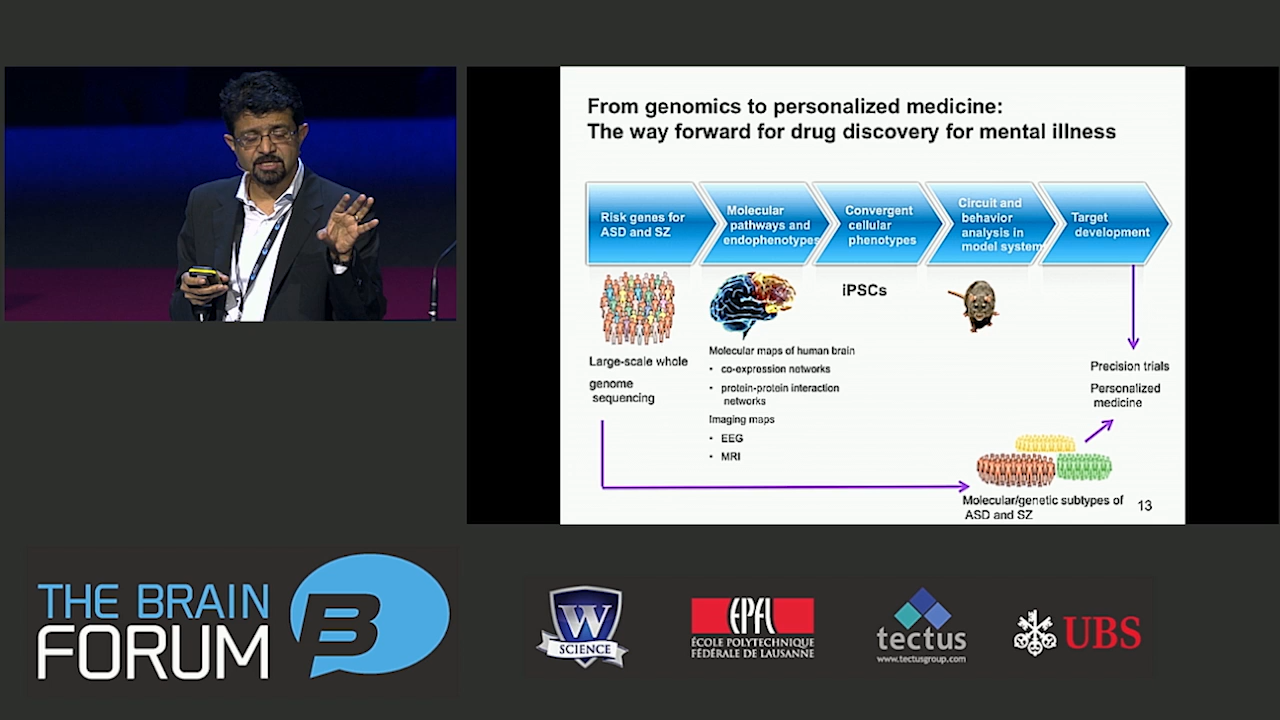 From genomics to personalized medicine:
The way forward for drug discovery for mental illness
Risk genes for
ASD and SZ
Molecular
pathways and
endophenotypes
Convergent
cellular
phenotypes
Circuit and
behavior
analysis in
model system
Target
development
iPSCs
Large-scale whole
genome
sequencing
Molecular maps of human brain
• co-expression networks
• protein-protein interaction
networks
Imaging maps
• EEG
• MRI
Precision trials
Personalized
medicine
Molecular/genetic subtypes of
ASD and SZ
13
THE BRAIN
FORUM
B
W
SCIENCE
EPFL
ÉCOLE POLYTECHNIQUE
FÉDÉRALE DE LAUSANNE
tectus
www.tectusgroup.com
UBS